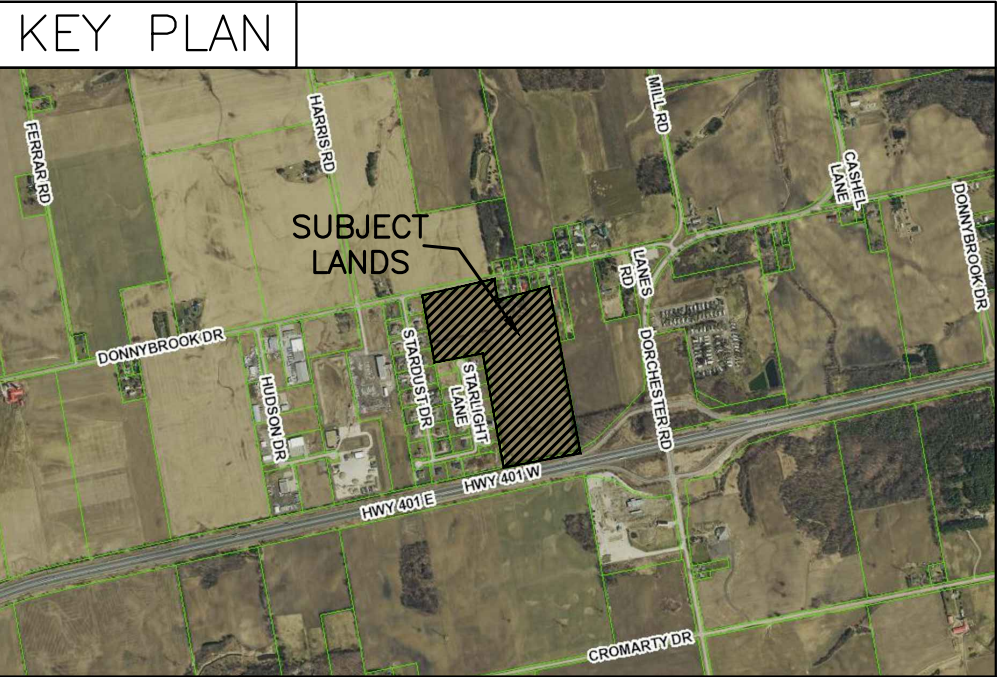 KEY PLAN
FERRAR RD
HARRIS RD
MILL RD
CASHEL
LANE
DONNYBROOK DR
SUBJECT
LANDS
LANES
RD
DONNYBROOK DR
STARDUST DR
STARLIGHT
LANE
DORCHESTER RD
HUDSON DR
HWY 401 W
HWY 401 E
CROMARTY DR